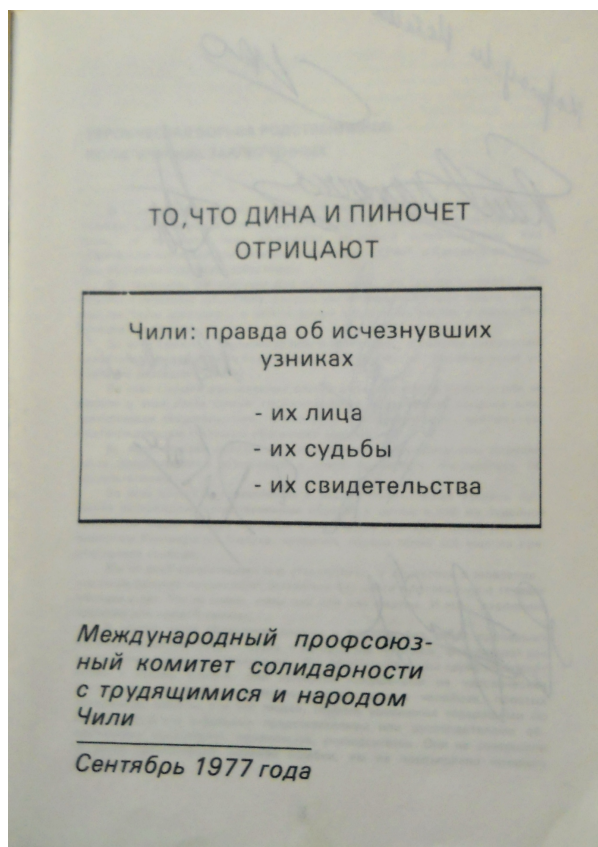 ТО,ЧТО ДИНА И ПИНОЧЕТ
ОТРИЦАЮТ
Чили: правда об исчезнувших
узниках
- их лица
- их судьбы
- их свидетельства
Международный профсоюз-
ный комитет солидарности
с трудящимися и народом
Чили
Сентябрь 1977 года